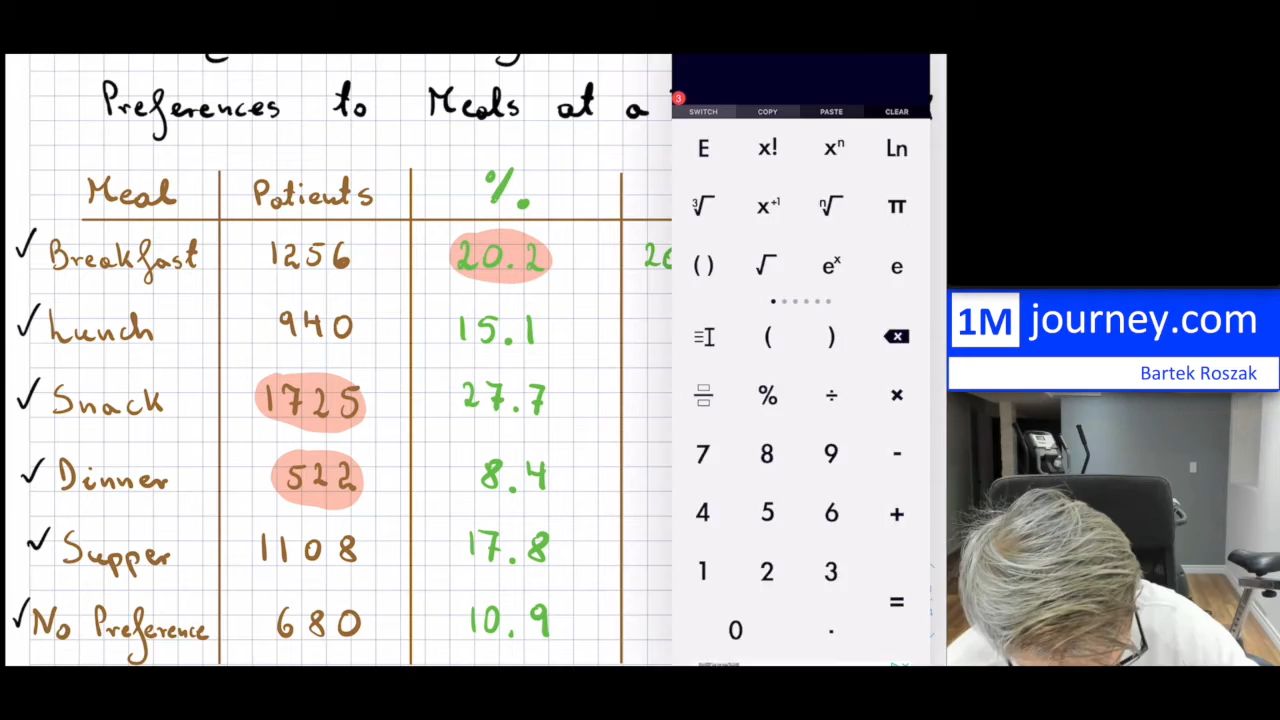 Preferences to Meals at a
Meal Patients %.
Breakfast 1256 20.2
Lunch 940 15.1
Snack 1725 27.7
Dinner 522 8.4
Supper 1108 17.8
No Preference 680 10.9
3
SWITCH COPY PASTE CLEAR
E x! xⁿ Ln
∛ x⁺¹ ⁿ√ π
( ) √ eˣ e
( )
% ÷ ×
7 8 9 -
4 5 6 +
1 2 3
0 . =
1M journey.com
Bartek Roszak